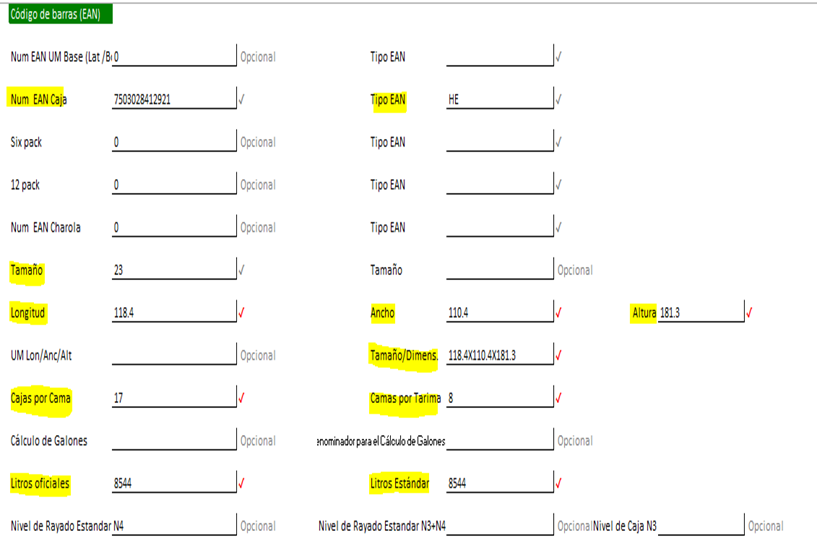 Código de barras (EAN)
Num EAN UM Base (Lat /B 0 Opcional Tipo EAN √
Num EAN Caja 7503028412921 √ Tipo EAN HE √
Six pack 0 Opcional Tipo EAN √
12 pack 0 Opcional Tipo EAN √
Num EAN Charola 0 Opcional Tipo EAN √
Tamaño 23 √ Tamaño Opcional
Longitud 118.4 √ Ancho 110.4 √ Altura 181.3 √
UM Lon/Anc/Alt Opcional Tamaño/Dimens. 118.4X110.4X181.3 √
Cajas por Cama 17 √ Camas por Tarima 8 √
Cálculo de Galones Opcional enominador para el Cálculo de Galones Opcional
Litros oficiales 8544 √ Litros Estándar 8544 √
Nivel de Rayado Estandar N4 Opcional Nivel de Rayado Estandar N3+N4 Opcional Nivel de Caja N3 Opcional